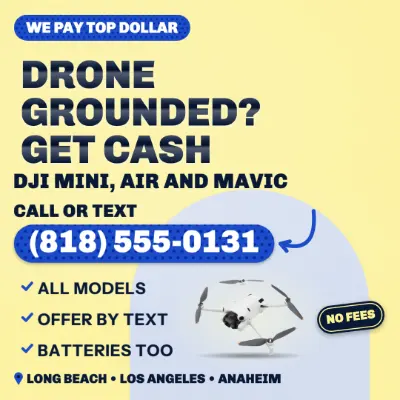 WE PAY TOP DOLLAR
DRONE
GROUNDED?
GET CASH
DJI MINI, AIR AND MAVIC
CALL OR TEXT
(818) 555-0131
ALL MODELS
OFFER BY TEXT
NO FEES
BATTERIES TOO
LONG BEACH • LOS ANGELES • ANAHEIM